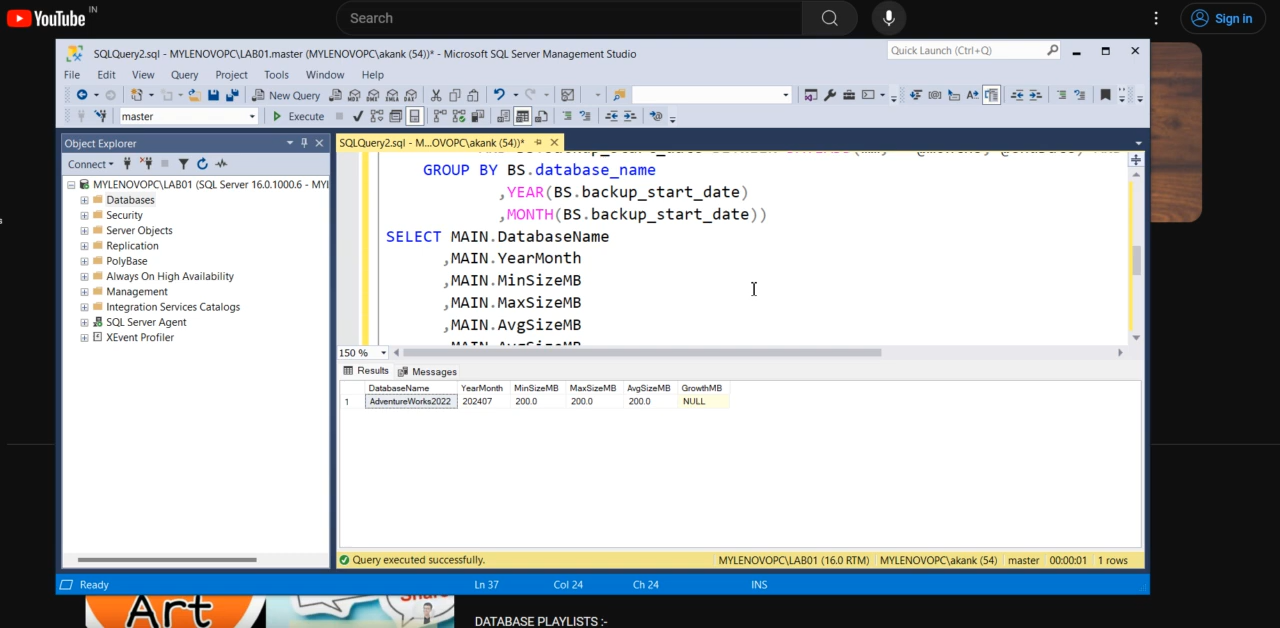 YouTube IN
Search
Sign in
SQLQuery2.sql - MYLENOVOPC\LAB01.master (MYLENOVOPC\akank (54))* - Microsoft SQL Server Management Studio
Quick Launch (Ctrl+Q)
File Edit View Query Project Tools Window Help
New Query
master
Execute
Object Explorer
SQLQuery2.sql - M...OVOPC\akank (54))*
Connect
MYLENOVOPC\LAB01 (SQL Server 16.0.1000.6 - MYI
Databases
Security
Server Objects
Replication
PolyBase
Always On High Availability
Management
Integration Services Catalogs
SQL Server Agent
XEvent Profiler
GROUP BY BS.database_name
,YEAR(BS.backup_start_date)
,MONTH(BS.backup_start_date))
SELECT MAIN.DatabaseName
,MAIN.YearMonth
,MAIN.MinSizeMB
,MAIN.MaxSizeMB
,MAIN.AvgSizeMB
150 %
Results Messages
DatabaseName YearMonth MinSizeMB MaxSizeMB AvgSizeMB GrowthMB
1 AdventureWorks2022 202407 200.0 200.0 200.0 NULL
Query executed successfully.
MYLENOVOPC\LAB01 (16.0 RTM) MYLENOVOPC\akank (54) master 00:00:01 1 rows
Ready Ln 37 Col 24 Ch 24 INS
Art
DATABASE PLAYLISTS :-